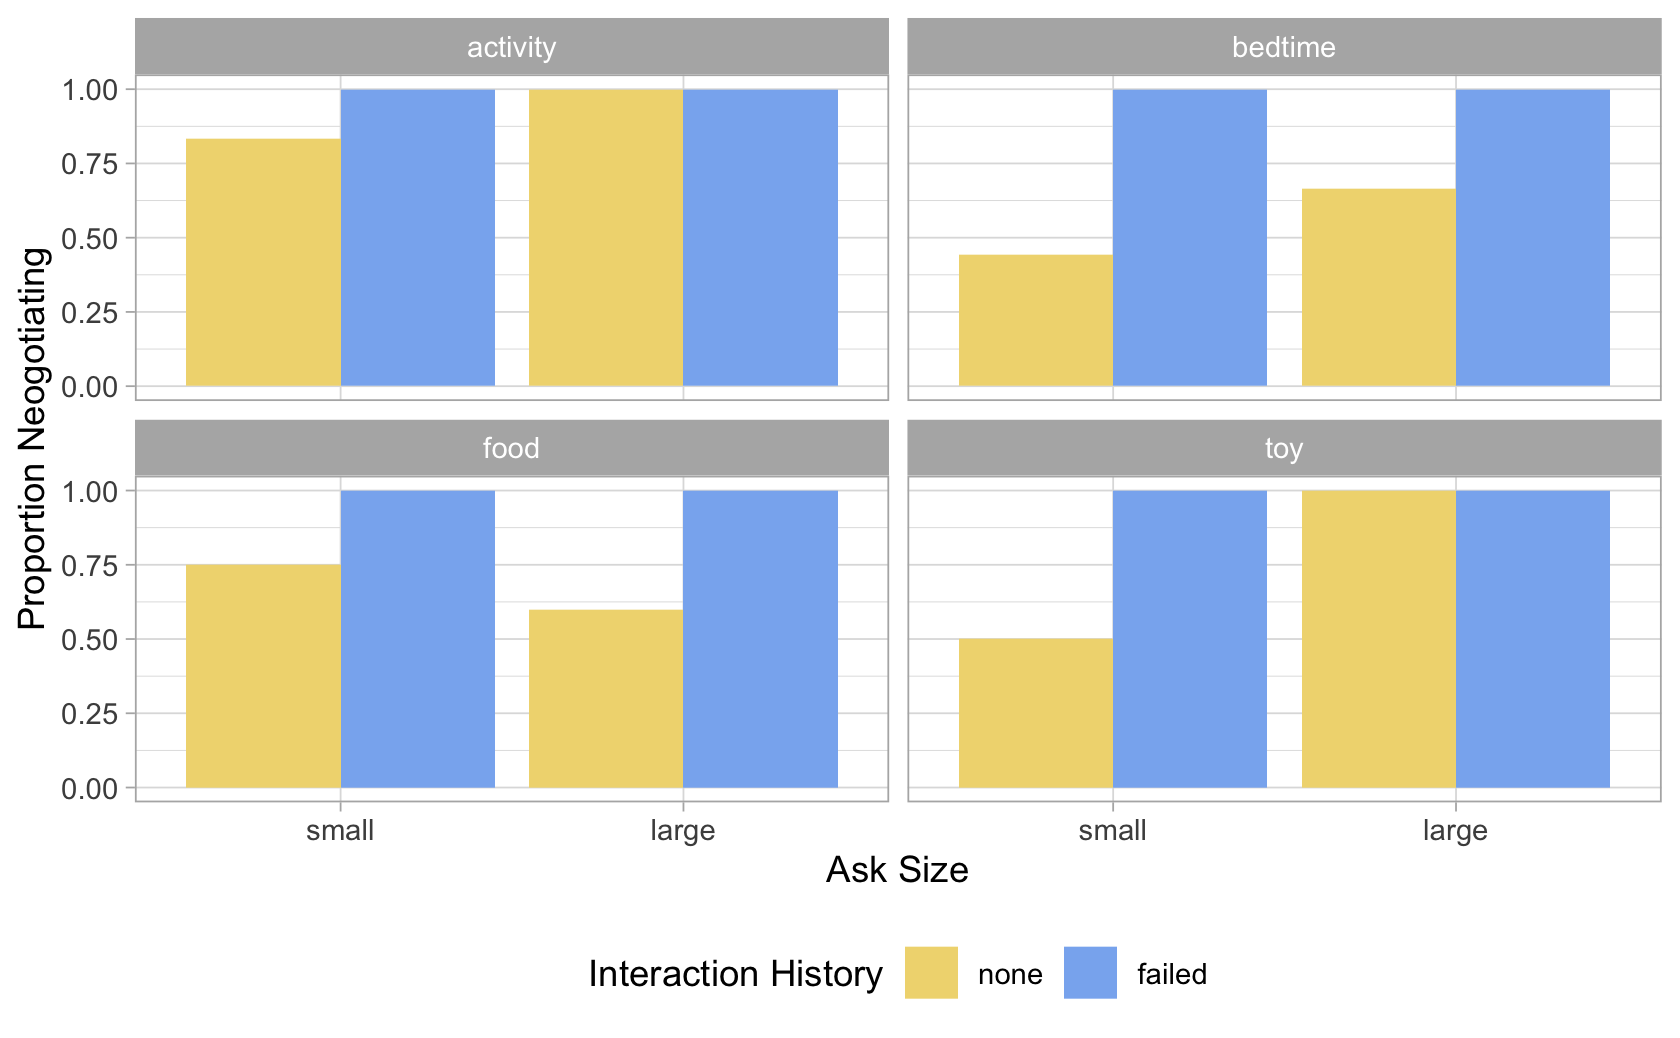 activity
bedtime
1.00
0.75
0.50
0.25
0.00
food
toy
1.00
0.75
0.50
0.25
0.00
Proportion Neogotiating
small
large
small
large
Ask Size
Interaction History
none
failed